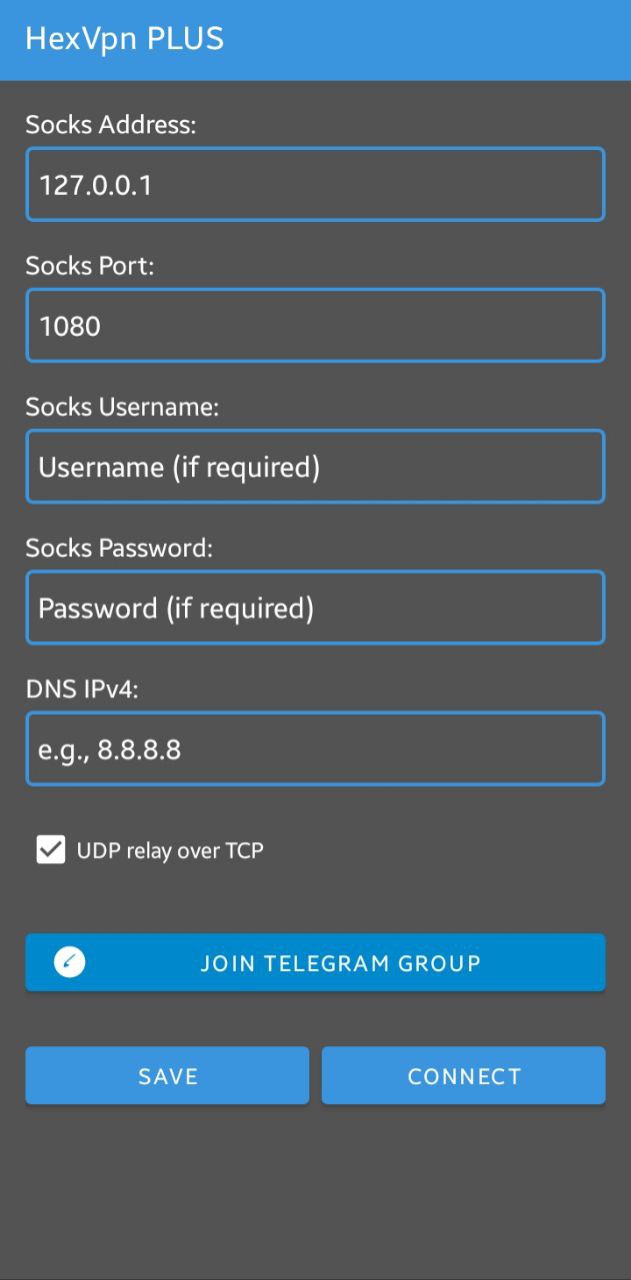 HexVpn PLUS
Socks Address:
127.0.0.1
Socks Port:
1080
Socks Username:
Username (if required)
Socks Password:
Password (if required)
DNS IPv4:
e.g., 8.8.8.8
UDP relay over TCP
JOIN TELEGRAM GROUP
SAVE
CONNECT